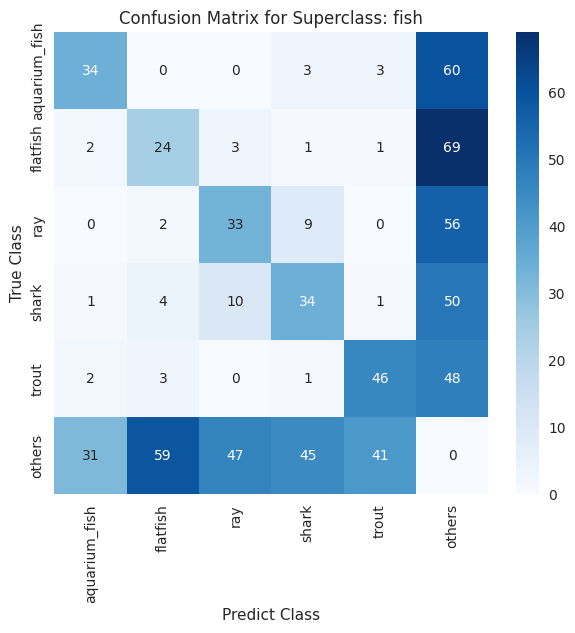 Confusion Matrix for Superclass: fish
aquarium_fish 34 0 0 3 3 60
flatfish 2 24 3 1 1 69
ray 0 2 33 9 0 56
shark 1 4 10 34 1 50
trout 2 3 0 1 46 48
others 31 59 47 45 41 0
True Class
aquarium_fish flatfish ray shark trout others
Predict Class
60
50
40
30
20
10
0